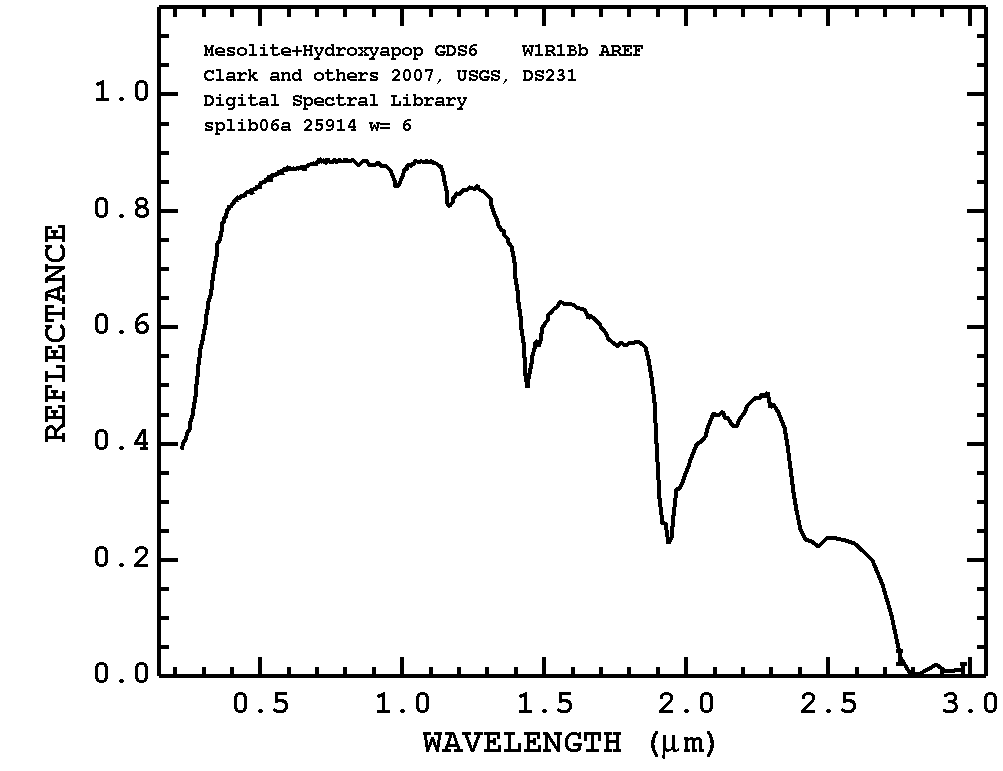 Mesolite+Hydroxyapop GDS6 W1R1Bb AREF
Clark and others 2007, USGS, DS231
Digital Spectral Library
splib06a 25914 w= 6
1.0
0.8
0.6
0.4
0.2
0.0
REFLECTANCE
0.5 1.0 1.5 2.0 2.5 3.0
WAVELENGTH (μm)